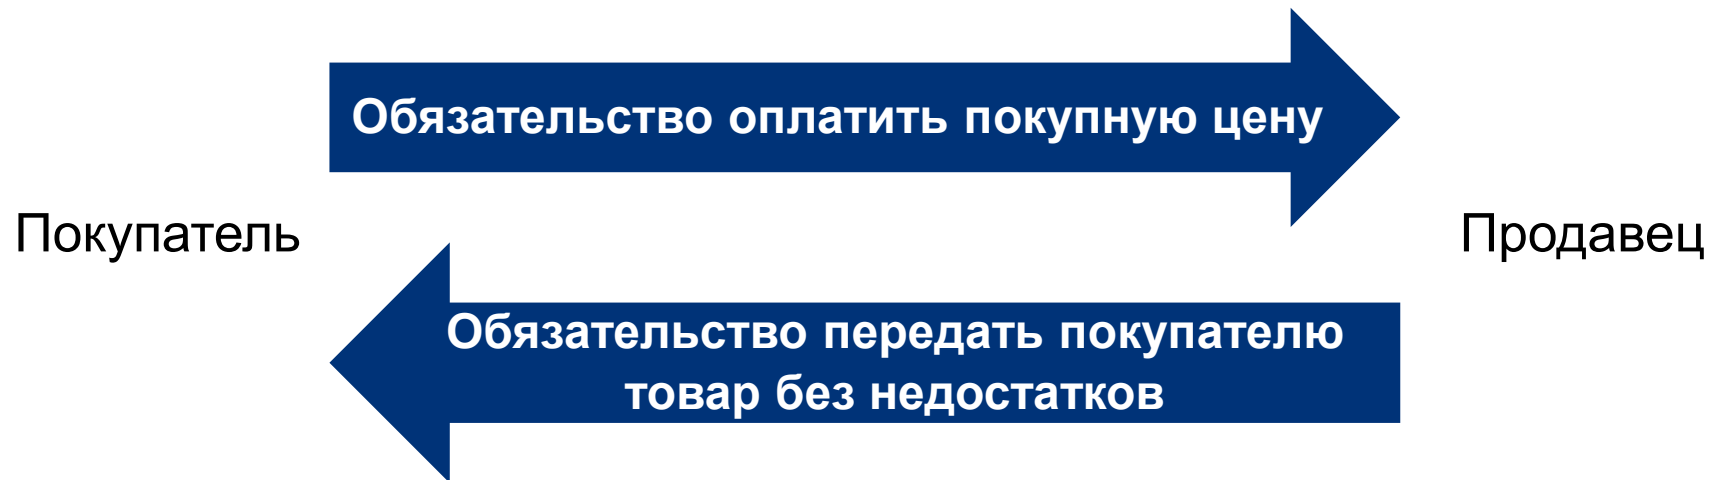 Обязательство оплатить покупную цену
Покупатель
Продавец
Обязательство передать покупателю
товар без недостатков